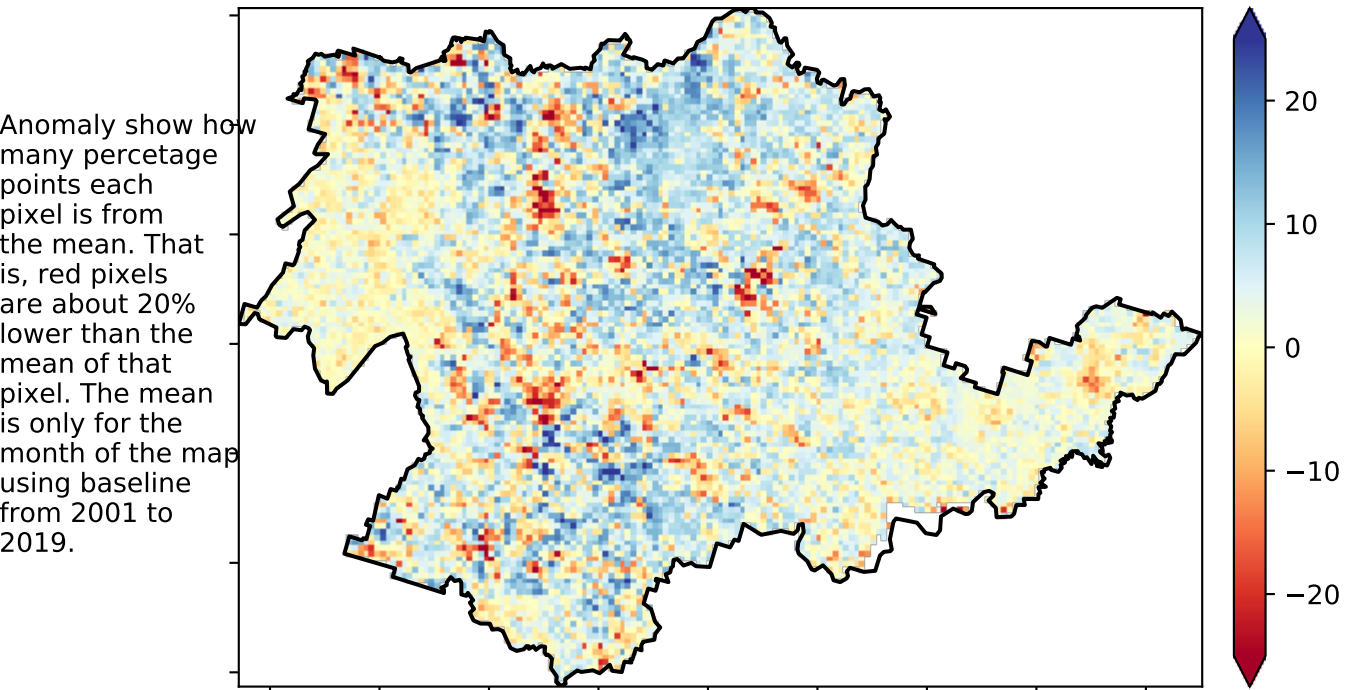 Anomaly show how
many percetage
points each
pixel is from
the mean. That
is, red pixels
are about 20%
lower than the
mean of that
pixel. The mean
is only for the
month of the map
using baseline
from 2001 to
2019.
20
10
0
−10
−20